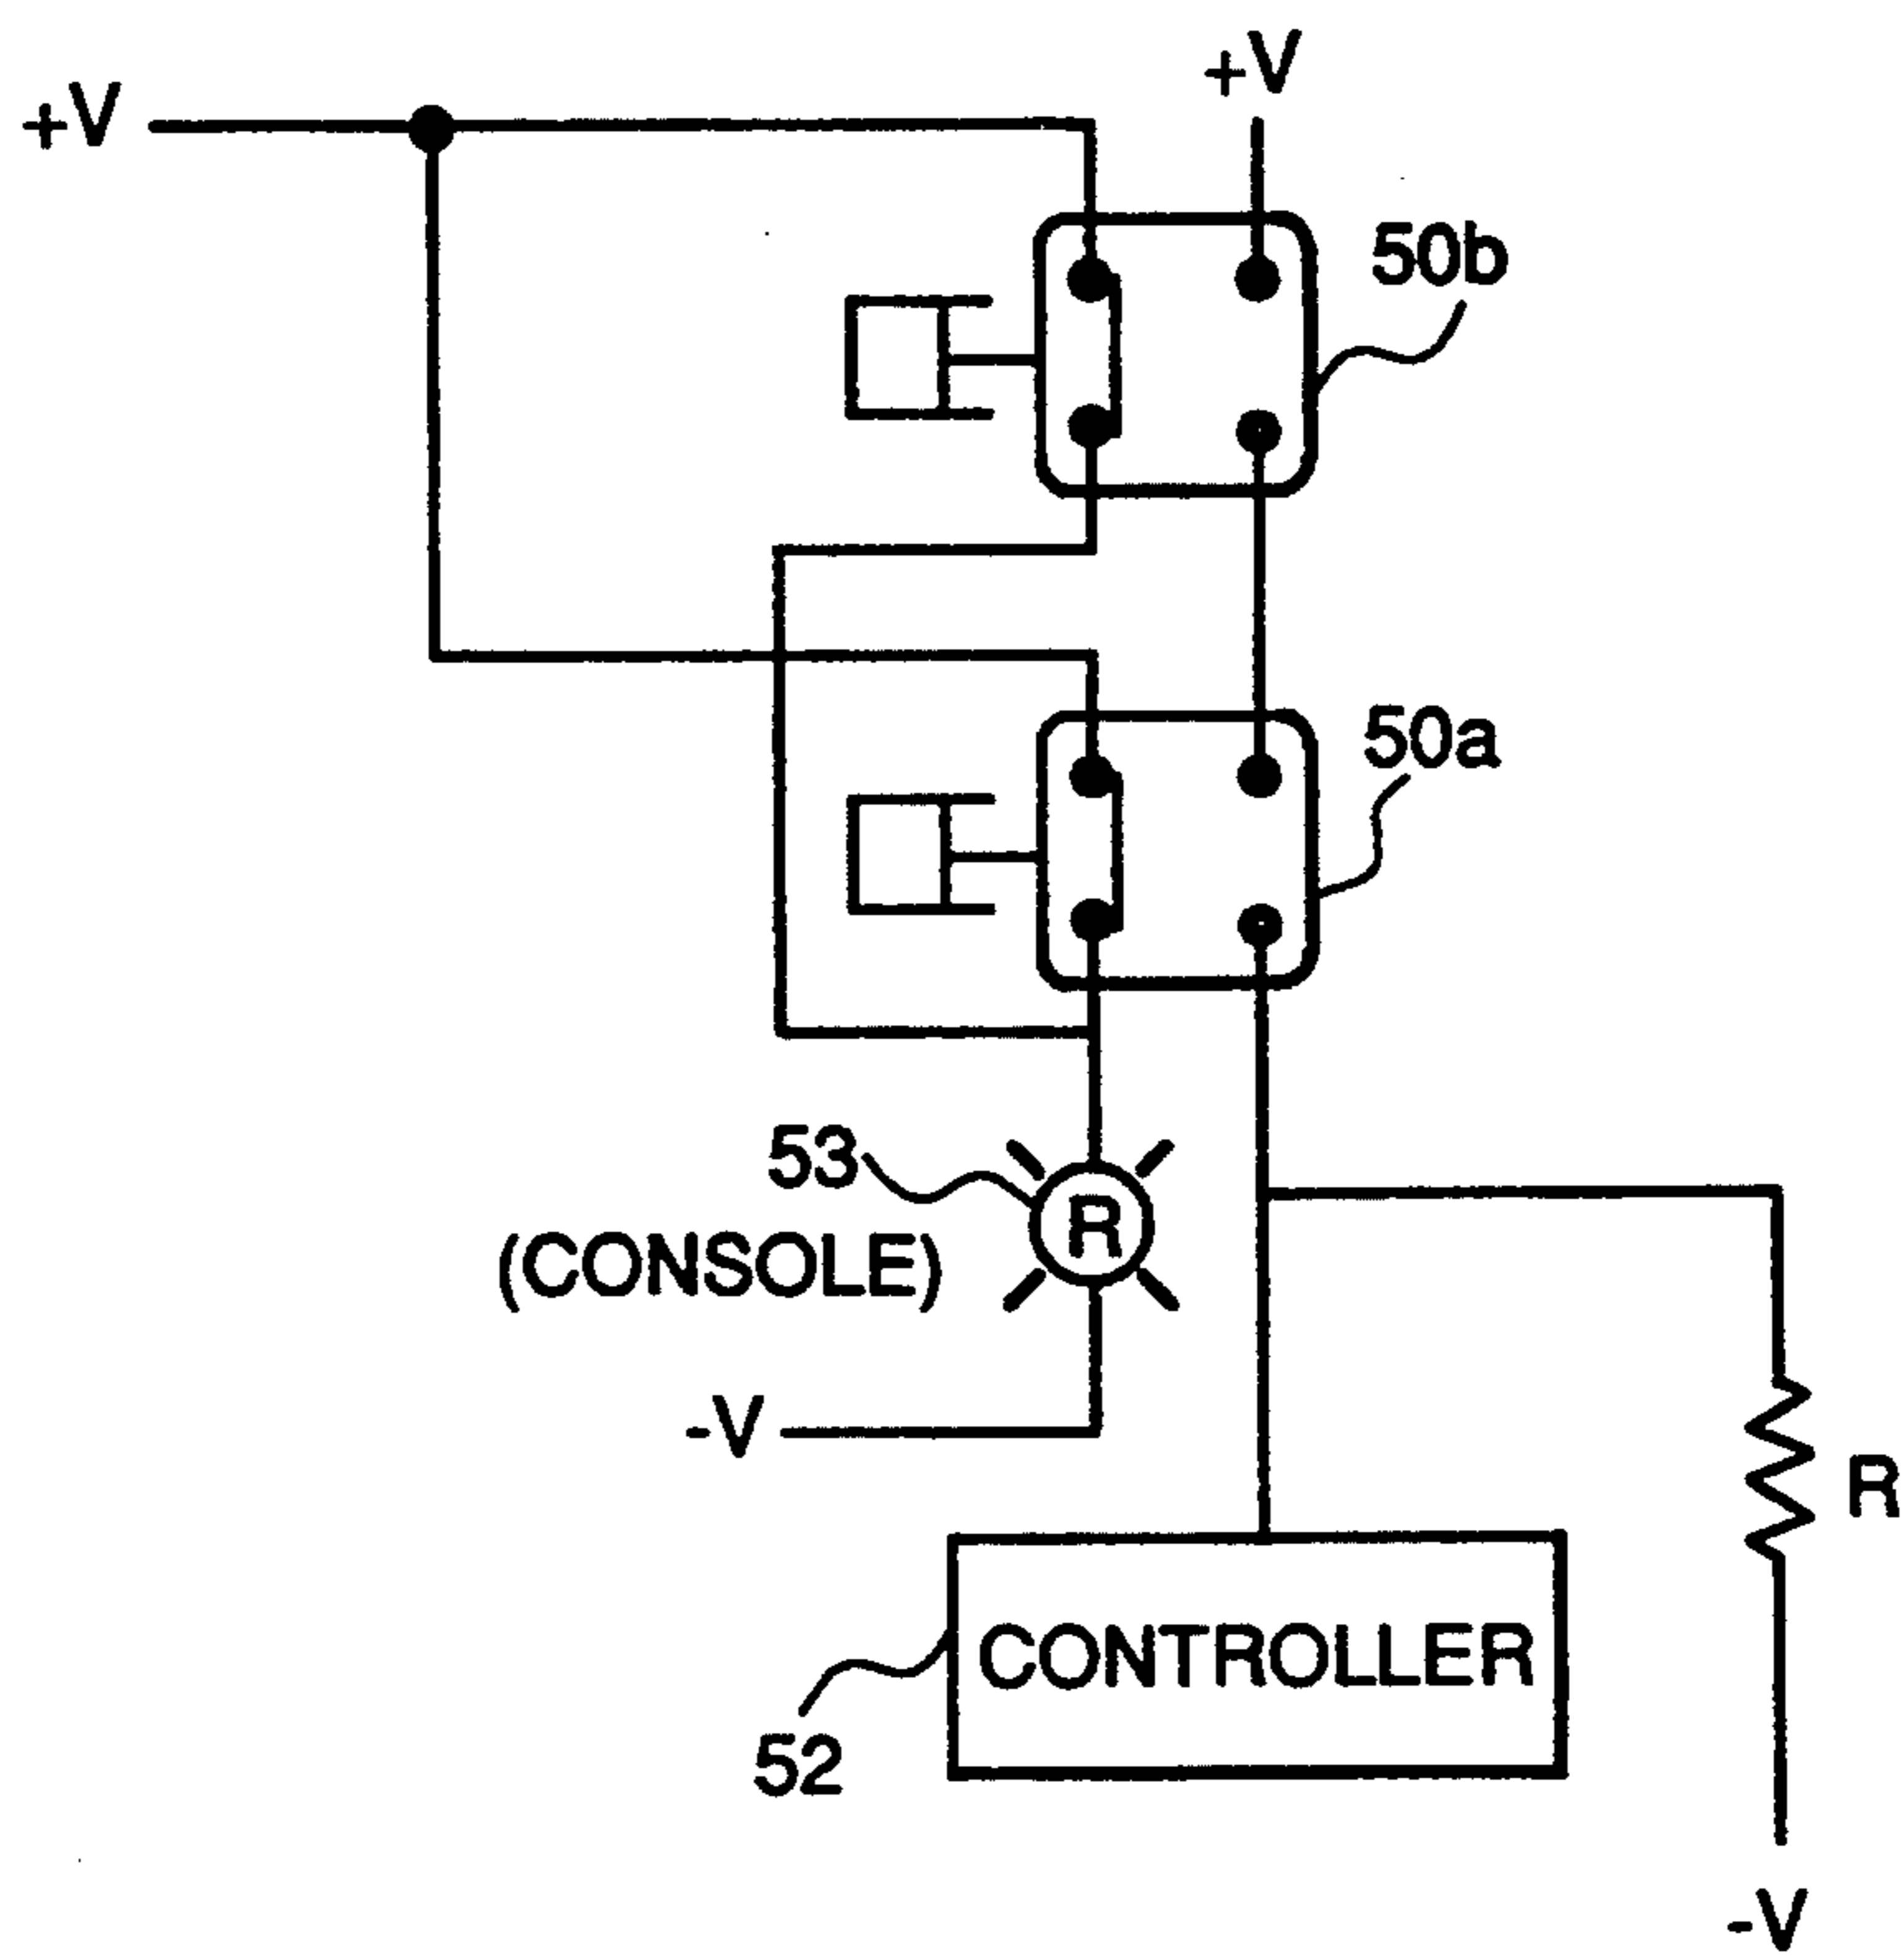 +V
+V
50b
50a
53
(CONSOLE)
R
-V
R
CONTROLLER
52
-V